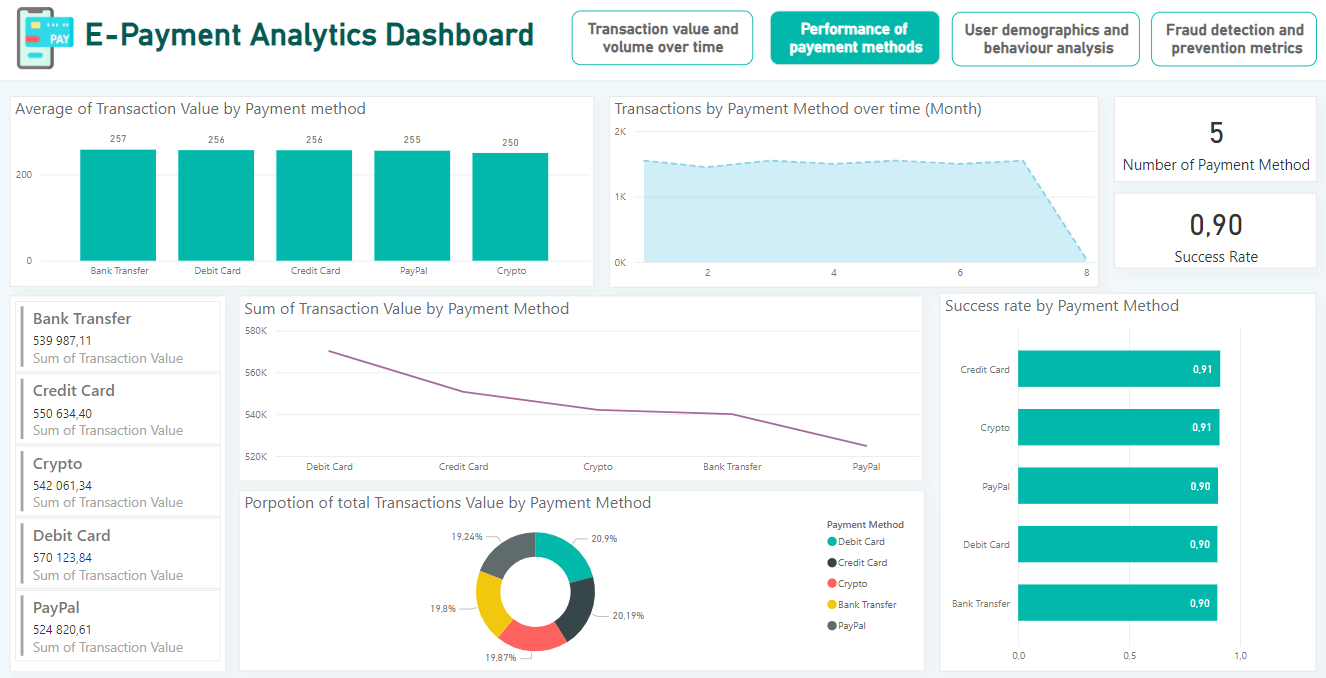 PAY
E-Payment Analytics Dashboard
Transaction value and
volume over time
Performance of
payement methods
User demographics and
behaviour analysis
Fraud detection and
prevention metrics
Average of Transaction Value by Payment method
257
256
256
255
250
200
0
Bank Transfer
Debit Card
Credit Card
PayPal
Crypto
Transactions by Payment Method over time (Month)
2K
1K
0K
2
4
6
8
5
Number of Payment Method
0,90
Success Rate
Bank Transfer
539 987,11
Sum of Transaction Value
Credit Card
550 634,40
Sum of Transaction Value
Crypto
542 061,34
Sum of Transaction Value
Debit Card
570 123,84
Sum of Transaction Value
PayPal
524 820,61
Sum of Transaction Value
Sum of Transaction Value by Payment Method
580K
560K
540K
520K
Debit Card
Credit Card
Crypto
Bank Transfer
PayPal
Porpotion of total Transactions Value by Payment Method
19,24%
20,9%
19,8%
20,19%
19,87%
Payment Method
Debit Card
Credit Card
Crypto
Bank Transfer
PayPal
Success rate by Payment Method
Credit Card
0,91
Crypto
0,91
PayPal
0,90
Debit Card
0,90
Bank Transfer
0,90
0,0
0,5
1,0